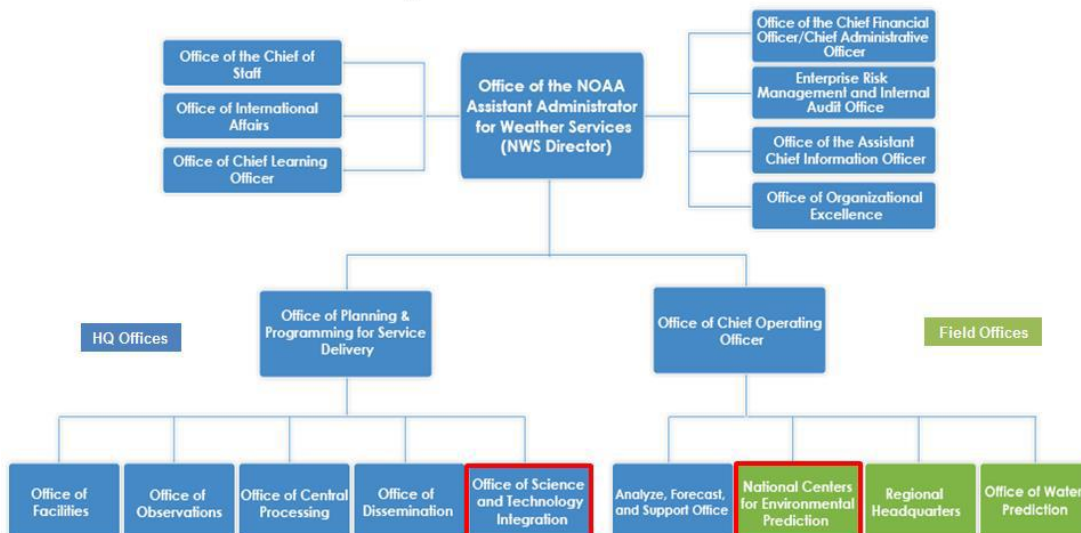 Office of the Chief of
Staff
Office of International
Affairs
Office of Chief Learning
Officer
Office of the NOAA
Assistant Administrator
for Weather Services
(NWS Director)
Office of the Chief Financial
Officer/Chief Administrative
Officer
Enterprise Risk
Management and Internal
Audit Office
Office of the Assistant
Chief Information Officer
Office of Organizational
Excellence
HQ Offices
Office of Planning &
Programming for Service
Delivery
Office of Chief Operating
Officer
Field Offices
Office of
Facilities
Office of
Observations
Office of Central
Processing
Office of
Dissemination
Office of Science
and Technology
Integration
Analyze, Forecast,
and Support Office
National Centers
for Environmental
Prediction
Regional
Headquarters
Office of Water
Prediction